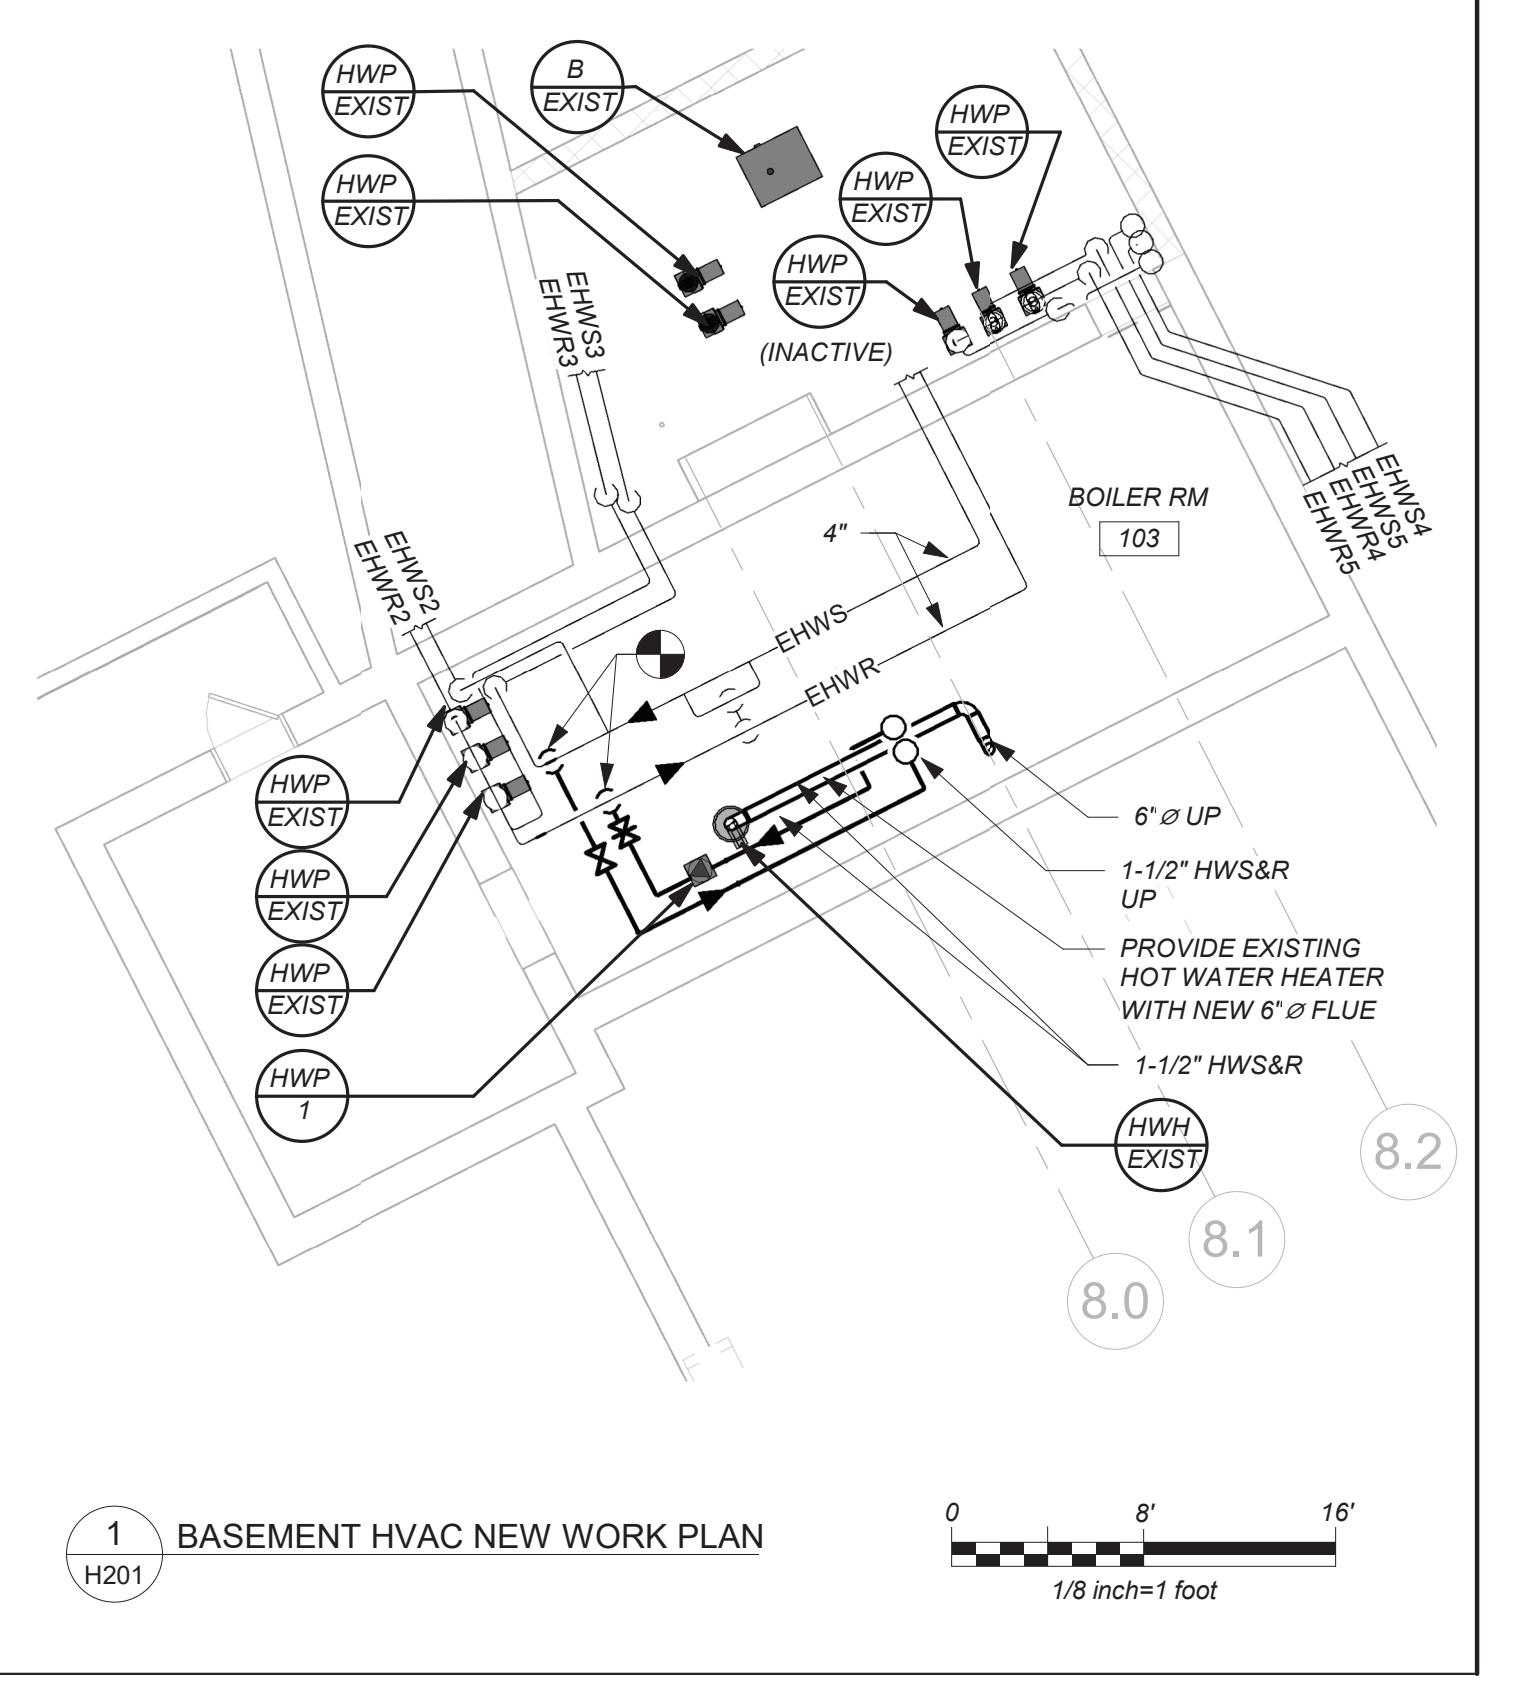 HWP
EXIST
B
EXIST
HWP
EXIST
HWP
EXIST
HWP
EXIST
HWP
EXIST
(INACTIVE)
EHWS3
EHWR3
EHWS2
EHWR2
4"
BOILER RM
103
EHWS4
EHWS5
EHWR4
EHWR5
EHWS
EHWR
HWP
EXIST
HWP
EXIST
HWP
EXIST
HWP
1
6"Ø UP
1-1/2" HWS&R
UP
PROVIDE EXISTING
HOT WATER HEATER
WITH NEW 6"Ø FLUE
1-1/2" HWS&R
HWH
EXIST
8.2
8.1
8.0
1
H201
BASEMENT HVAC NEW WORK PLAN
0 8' 16'
1/8 inch=1 foot